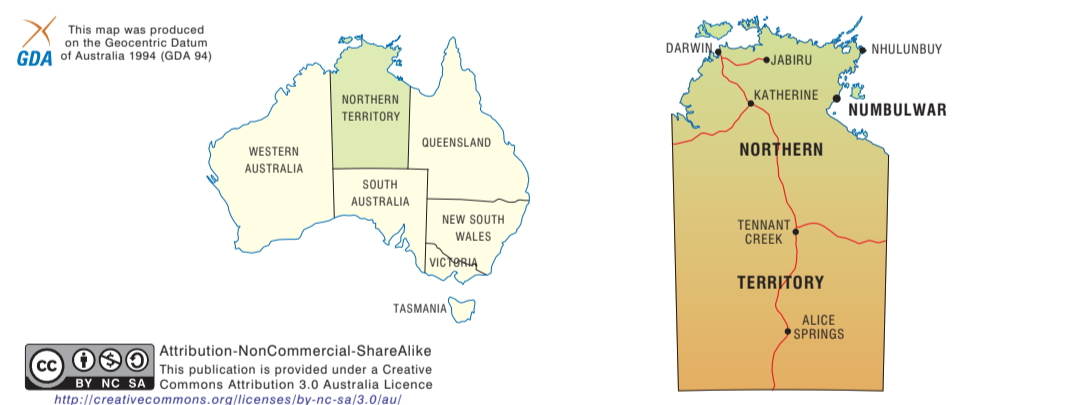 GDA
This map was produced
on the Geocentric Datum
of Australia 1994 (GDA 94)
NORTHERN
TERRITORY
WESTERN
AUSTRALIA
QUEENSLAND
SOUTH
AUSTRALIA
NEW SOUTH
WALES
VICTORIA
TASMANIA
cc
BY NC SA
Attribution-NonCommercial-ShareAlike
This publication is provided under a Creative
Commons Attribution 3.0 Australia Licence
http://creativecommons.org/licenses/by-nc-sa/3.0/au/
DARWIN
JABIRU
NHULUNBUY
KATHERINE
NUMBULWAR
NORTHERN
TENNANT
CREEK
TERRITORY
ALICE
SPRINGS